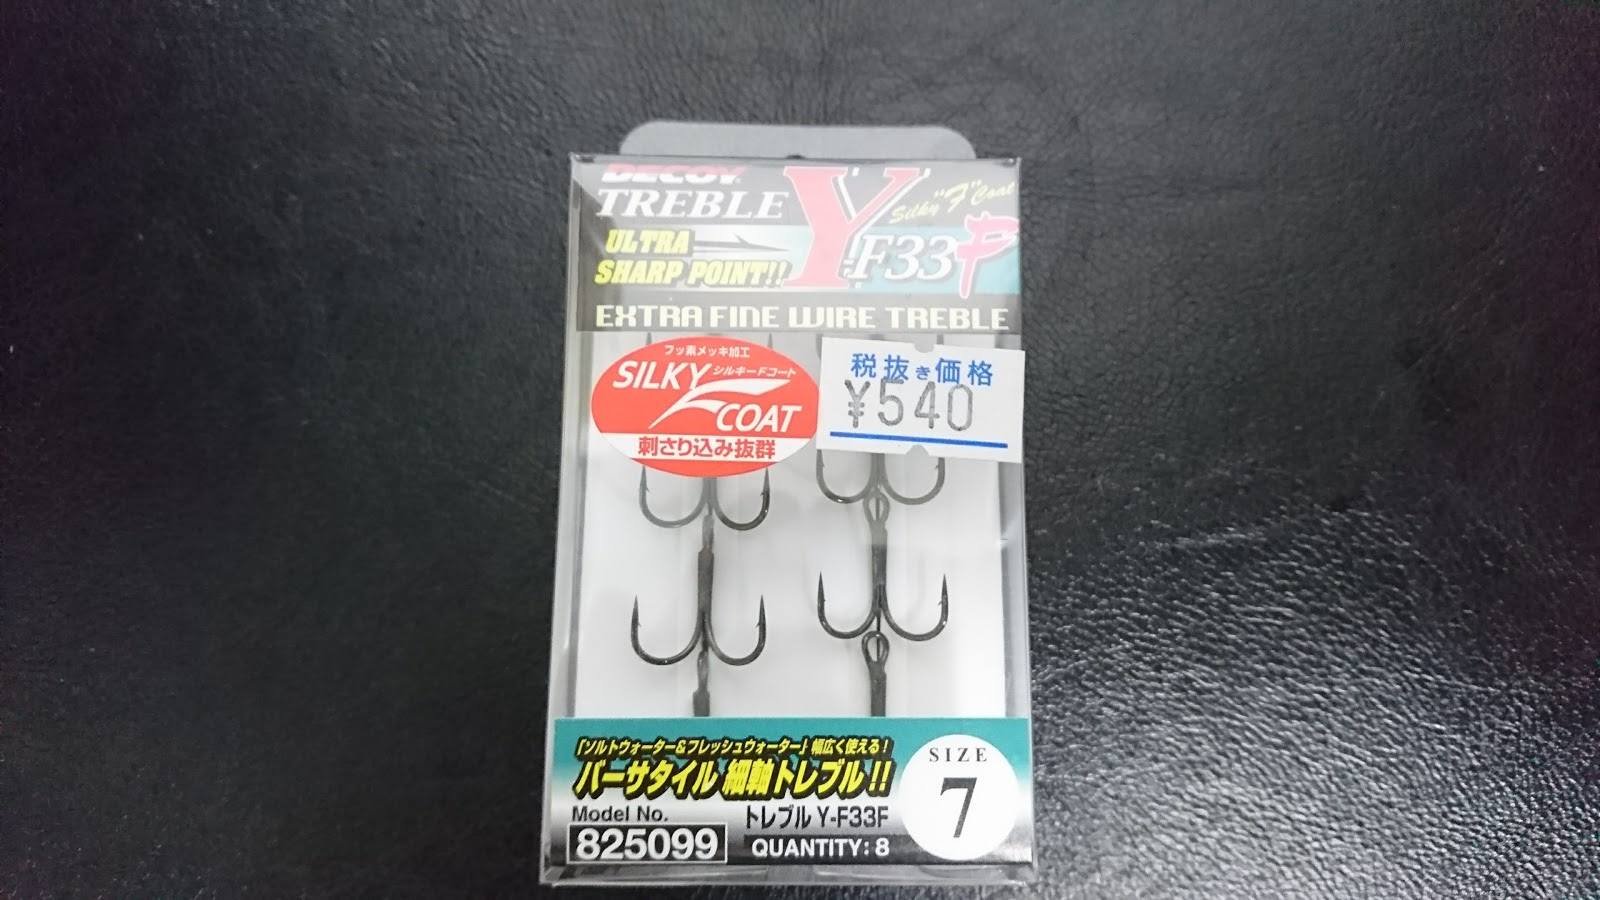 DECOY
TREBLE Y-F33F
Silky "F" Coat
ULTRA
SHARP POINT!!
EXTRA FINE WIRE TREBLE
フッ素メッキ加工
SILKY シルキーFコート
F COAT
刺さり込み抜群
税抜き価格
¥540
「ソルトウォーター&フレッシュウォーター」幅広く使える!
バーサタイル 細軸トレブル!!
Model No.
825099
トレブル Y-F33F
QUANTITY: 8
SIZE
7